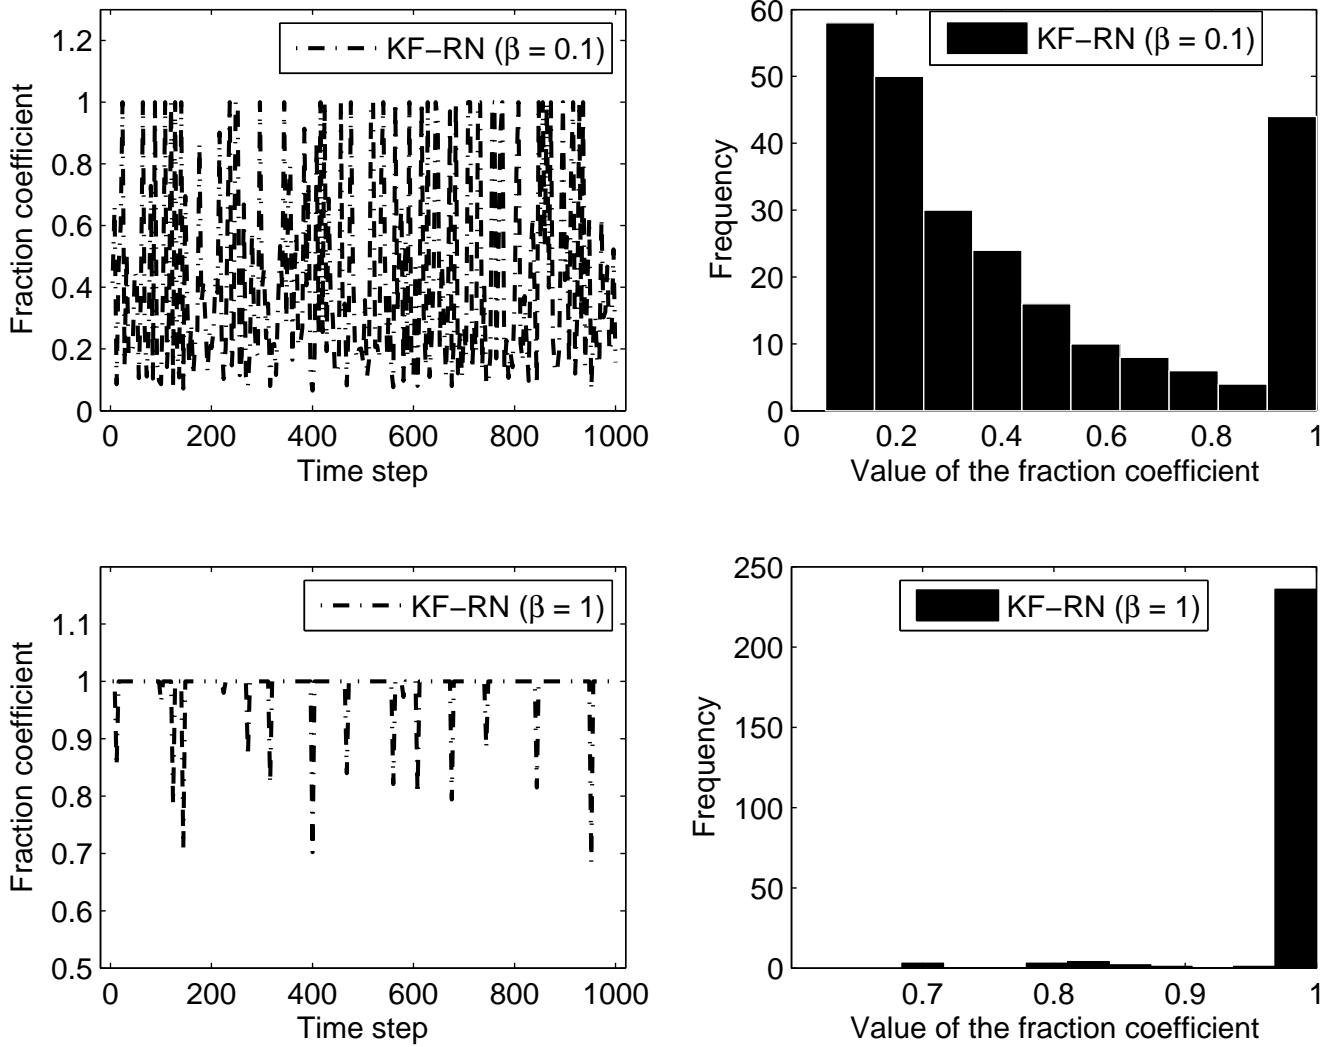 KF−RN (β = 0.1)
1.2
1
0.8
0.6
0.4
0.2
0
Fraction coefficient
0 200 400 600 800 1000
Time step
KF−RN (β = 0.1)
60
50
40
30
20
10
0
Frequency
0 0.2 0.4 0.6 0.8 1
Value of the fraction coefficient
KF−RN (β = 1)
1.1
1
0.9
0.8
0.7
0.6
0.5
Fraction coefficient
0 200 400 600 800 1000
Time step
KF−RN (β = 1)
250
200
150
100
50
0
Frequency
0.7 0.8 0.9 1
Value of the fraction coefficient